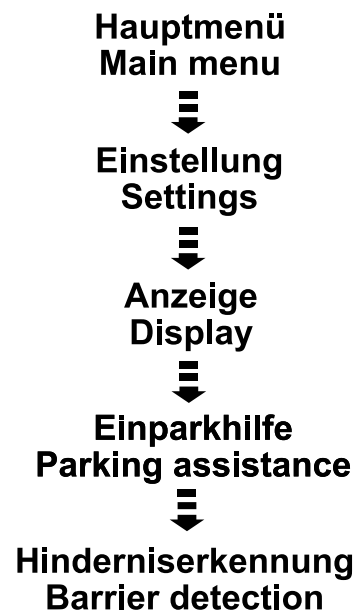 Hauptmenü
Main menu
Einstellung
Settings
Anzeige
Display
Einparkhilfe
Parking assistance
Hinderniserkennung
Barrier detection